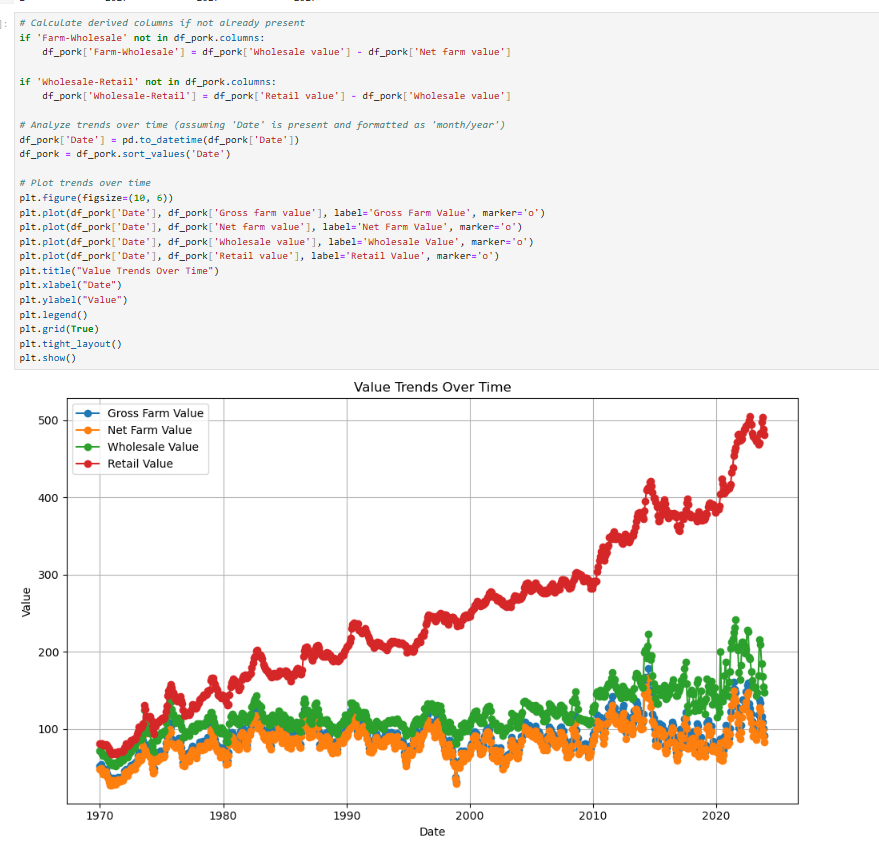 ]:
# Calculate derived columns if not already present
if 'Farm-Wholesale' not in df_pork.columns:
    df_pork['Farm-Wholesale'] = df_pork['Wholesale value'] - df_pork['Net farm value']
if 'Wholesale-Retail' not in df_pork.columns:
    df_pork['Wholesale-Retail'] = df_pork['Retail value'] - df_pork['Wholesale value']
# Analyze trends over time (assuming 'Date' is present and formatted as 'month/year')
df_pork['Date'] = pd.to_datetime(df_pork['Date'])
df_pork = df_pork.sort_values('Date')
# Plot trends over time
plt.figure(figsize=(10, 6))
plt.plot(df_pork['Date'], df_pork['Gross farm value'], label='Gross Farm Value', marker='o')
plt.plot(df_pork['Date'], df_pork['Net farm value'], label='Net Farm Value', marker='o')
plt.plot(df_pork['Date'], df_pork['Wholesale value'], label='Wholesale Value', marker='o')
plt.plot(df_pork['Date'], df_pork['Retail value'], label='Retail Value', marker='o')
plt.title("Value Trends Over Time")
plt.xlabel("Date")
plt.ylabel("Value")
plt.legend()
plt.grid(True)
plt.tight_layout()
plt.show()
Value Trends Over Time
Gross Farm Value
Net Farm Value
Wholesale Value
Retail Value
500
400
300
200
100
Value
1970 1980 1990 2000 2010 2020
Date